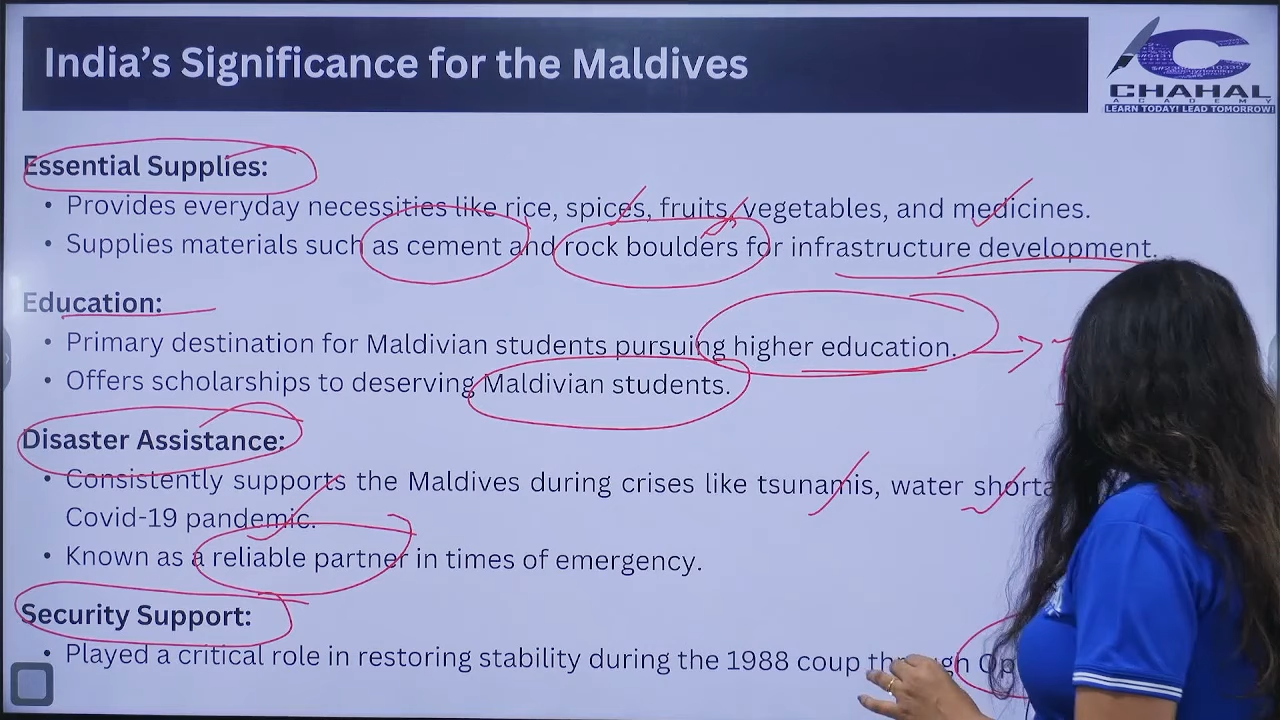 India's Significance for the Maldives
CHAHAL
ACADEMY
LEARN TODAY! LEAD TOMORROW!
Essential Supplies:
• Provides everyday necessities like rice, spices, fruits, vegetables, and medicines.
• Supplies materials such as cement and rock boulders for infrastructure development.
Education:
• Primary destination for Maldivian students pursuing higher education.
• Offers scholarships to deserving Maldivian students.
Disaster Assistance:
• Consistently supports the Maldives during crises like tsunamis, water
Covid-19 pandemic.
• Known as a reliable partner in times of emergency.
Security Support:
• Played a critical role in restoring stability during the 1988 coup through